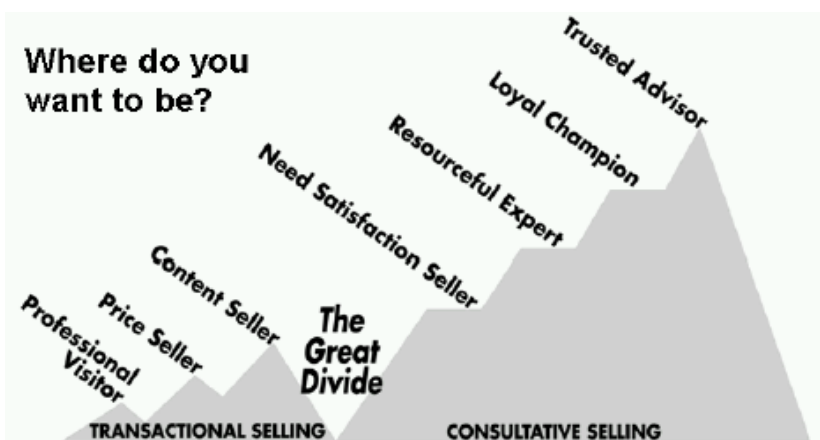 Where do you
want to be?
Trusted Advisor
Loyal Champion
Resourceful Expert
Need Satisfaction Seller
Content Seller
Price Seller
Professional
Visitor
The
Great
Divide
TRANSACTIONAL SELLING
CONSULTATIVE SELLING